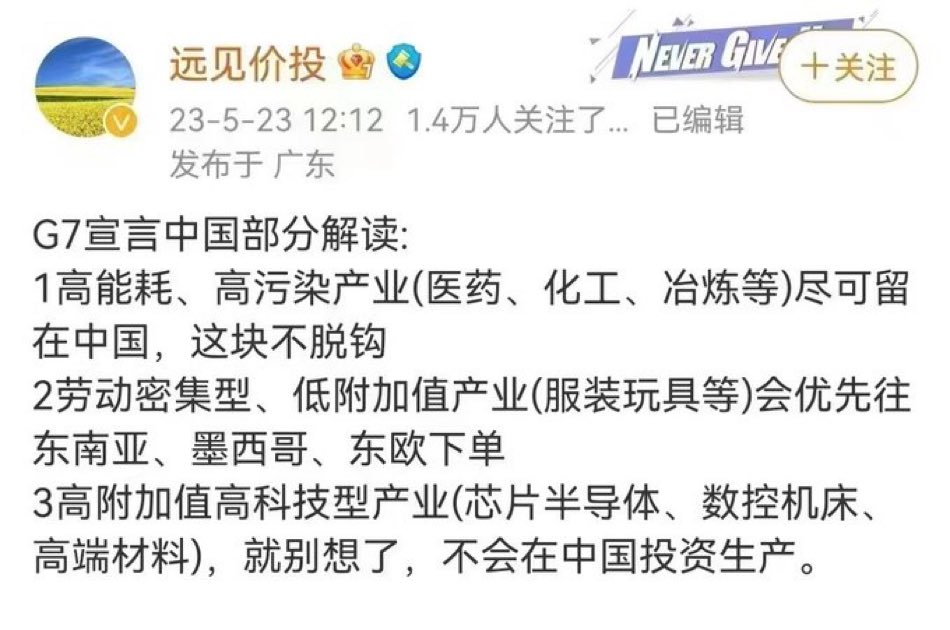 远见价投
NEVER GIVE
+关注
23-5-23 12:12 1.4万人关注了... 已编辑
发布于 广东
G7宣言中国部分解读:
1高能耗、高污染产业(医药、化工、冶炼等)尽可留
在中国，这块不脱钩
2劳动密集型、低附加值产业(服装玩具等)会优先往
东南亚、墨西哥、东欧下单
3高附加值高科技型产业(芯片半导体、数控机床、
高端材料)，就别想了，不会在中国投资生产。